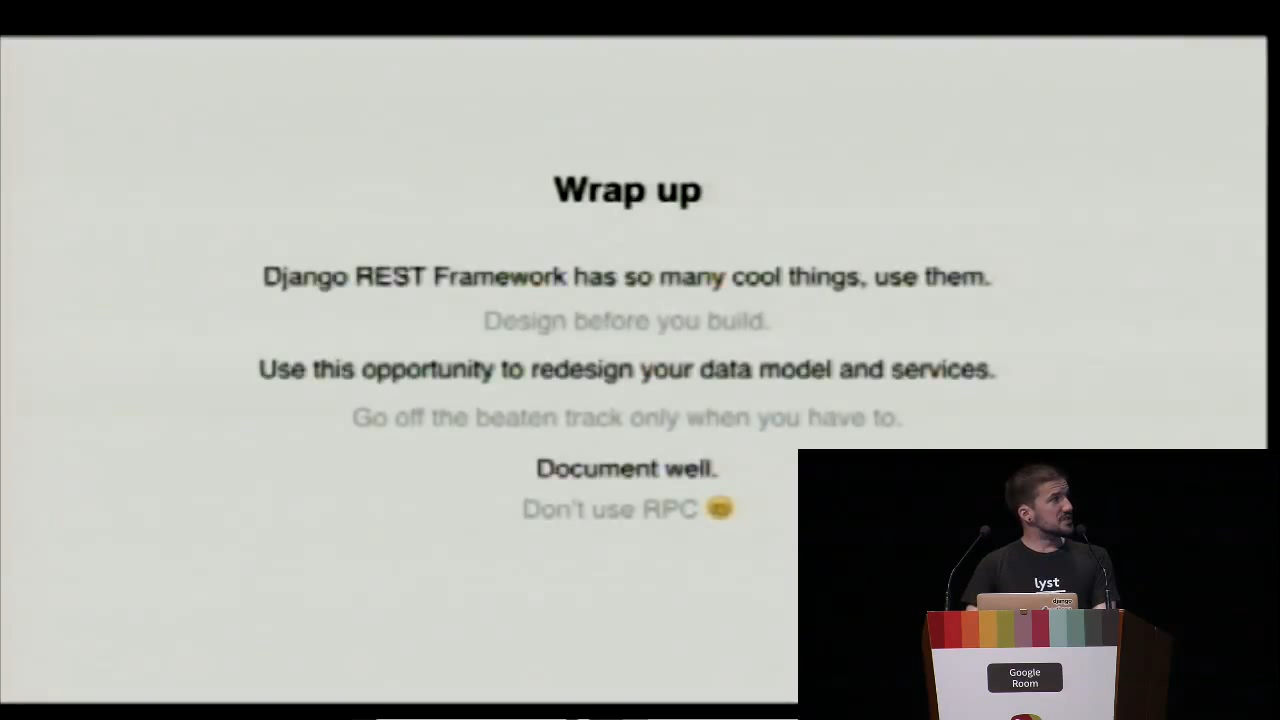 Wrap up
Django REST Framework has so many cool things, use them.
Design before you build.
Use this opportunity to redesign your data model and services.
Go off the beaten track only when you have to.
Document well.
Don't use RPC
lyst
django
Google
Room